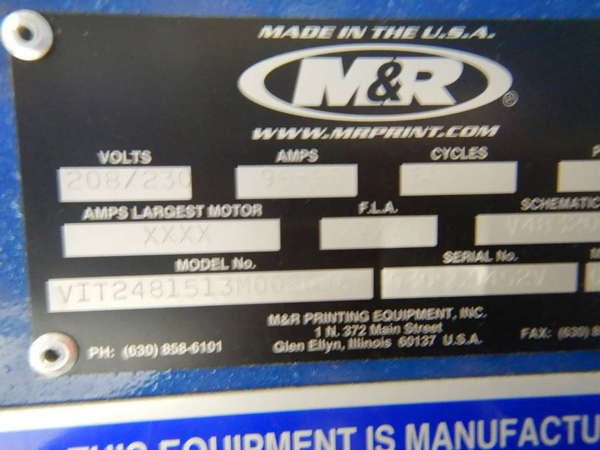 MADE IN THE U.S.A.
M&R®
WWW.MRPRINT.COM
VOLTS AMPS CYCLES
208/230
AMPS LARGEST MOTOR F.L.A. SCHEMATIC
XXXX
MODEL No. SERIAL No.
M&R PRINTING EQUIPMENT, INC.
1 N. 372 Main Street
PH: (630) 858-6101 Glen Ellyn, Illinois 60137 U.S.A. FAX: (630)
THIS EQUIPMENT IS MANUFACTU